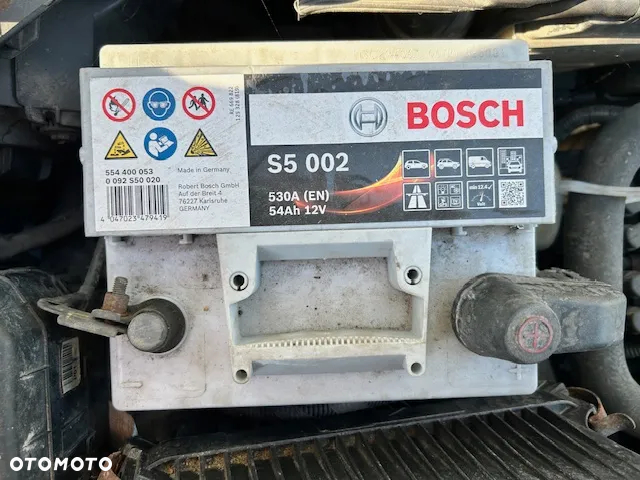 BOSCH
554 400 053
0 092 S50 020
Made in Germany
Robert Bosch GmbH
Auf der Breit 4
76227 Karlsruhe
GERMANY
4 047023 479419
S5 002
530A (EN)
54Ah 12V
OTOMOTO